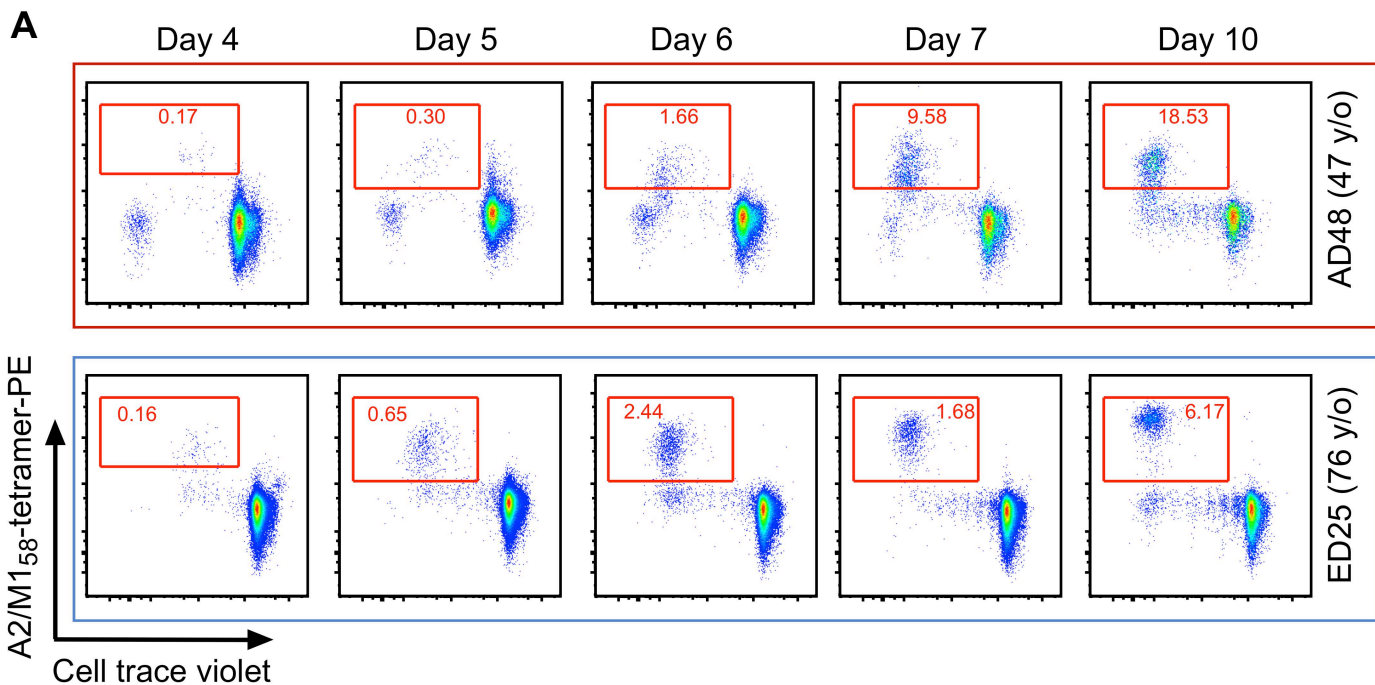 A
Day 4
Day 5
Day 6
Day 7
Day 10
0.17
0.30
1.66
9.58
18.53
AD48 (47 y/o)
0.16
0.65
2.44
1.68
6.17
ED25 (76 y/o)
A2/M1₅₈-tetramer-PE
Cell trace violet